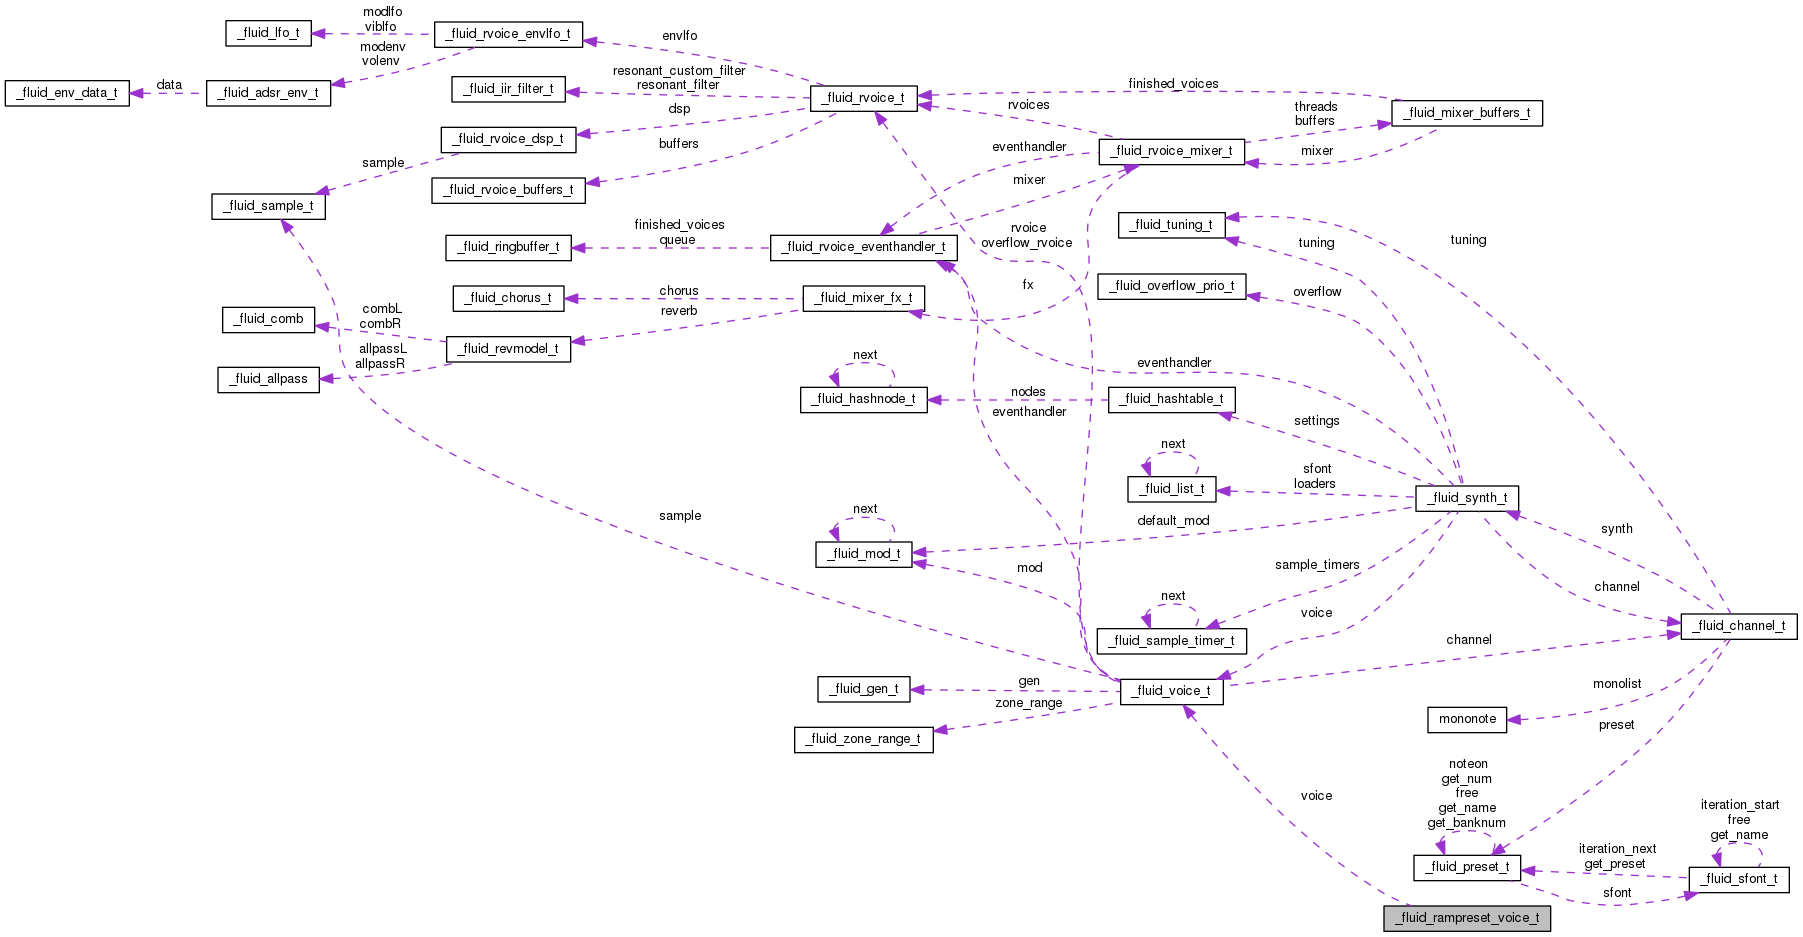 modlfo
viblfo
_fluid_lfo_t
_fluid_rvoice_envlfo_t
envlfo
modenv
volenv
_fluid_env_data_t
data
_fluid_adsr_env_t
_fluid_iir_filter_t
resonant_custom_filter
resonant_filter
_fluid_rvoice_t
finished_voices
_fluid_mixer_buffers_t
dsp
rvoices
threads
buffers
_fluid_rvoice_dsp_t
buffers
eventhandler
_fluid_rvoice_mixer_t
mixer
sample
_fluid_rvoice_buffers_t
mixer
_fluid_sample_t
finished_voices
queue
_fluid_ringbuffer_t
_fluid_rvoice_eventhandler_t
rvoice
overflow_rvoice
_fluid_tuning_t
tuning
tuning
fx
_fluid_chorus_t
chorus
_fluid_mixer_fx_t
_fluid_overflow_prio_t
overflow
_fluid_comb
combL
combR
reverb
_fluid_revmodel_t
allpassL
allpassR
_fluid_allpass
next
_fluid_hashnode_t
nodes
eventhandler
_fluid_hashtable_t
eventhandler
settings
next
_fluid_list_t
sfont
loaders
_fluid_synth_t
sample
next
_fluid_mod_t
default_mod
synth
mod
sample_timers
channel
next
_fluid_sample_timer_t
voice
_fluid_channel_t
channel
_fluid_gen_t
gen
_fluid_voice_t
zone_range
_fluid_zone_range_t
monolist
mononote
preset
voice
noteon
get_num
free
get_name
get_banknum
_fluid_preset_t
iteration_start
free
get_name
iteration_next
get_preset
_fluid_sfont_t
sfont
_fluid_rampreset_voice_t